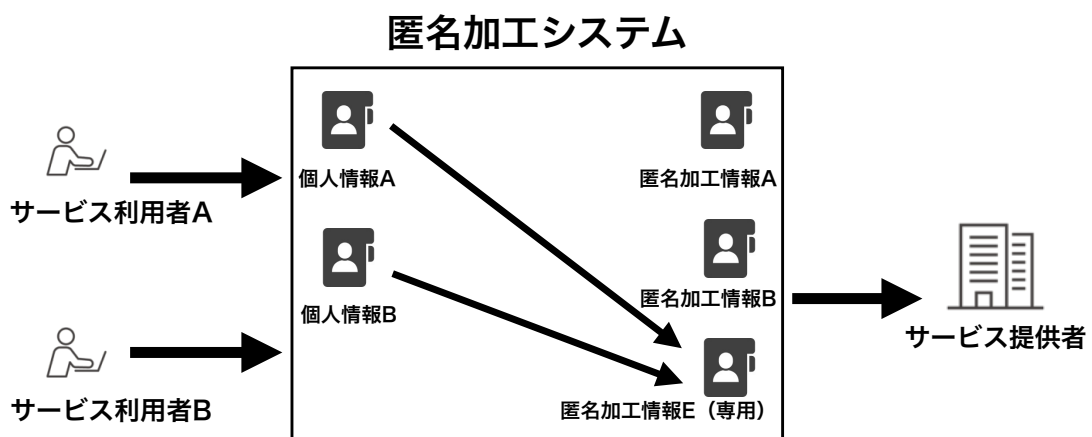 匿名加工システム
個人情報A
匿名加工情報A
サービス利用者A
個人情報B
匿名加工情報B
サービス提供者
サービス利用者B
匿名加工情報E（専用）